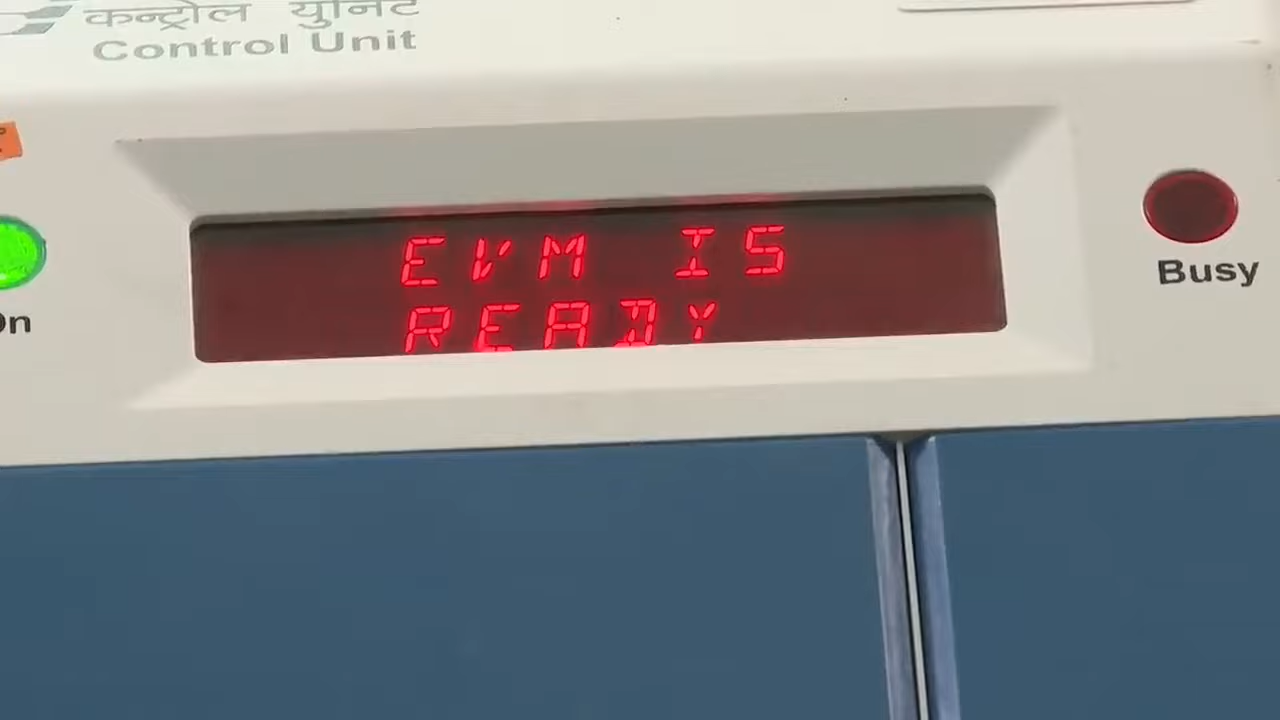 कन्ट्रोल युनिट
Control Unit
On
EVM IS
READY
Busy